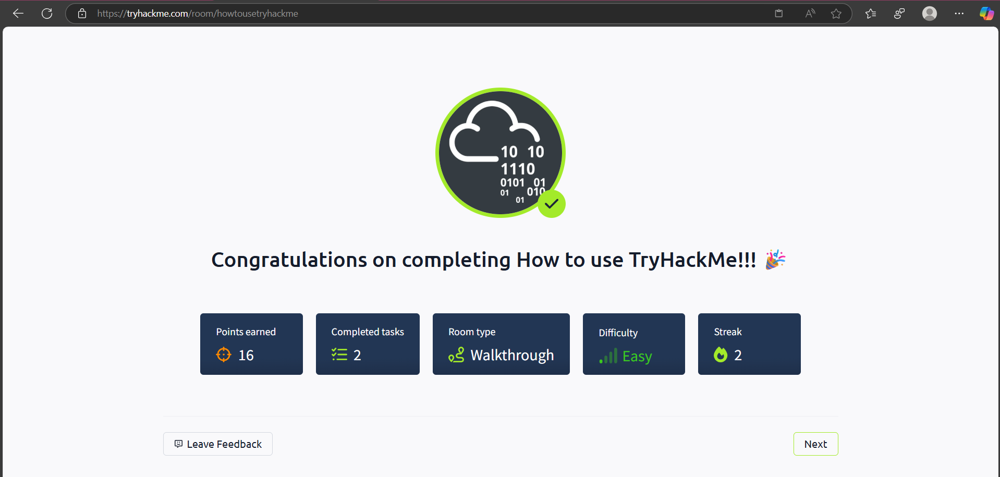 https://tryhackme.com/room/howtousetryhackme
10 10
1110
0101 01
01 010
01
Congratulations on completing How to use TryHackMe!!! 🎉
Points earned
16
Completed tasks
2
Room type
Walkthrough
Difficulty
Easy
Streak
2
Leave Feedback
Next